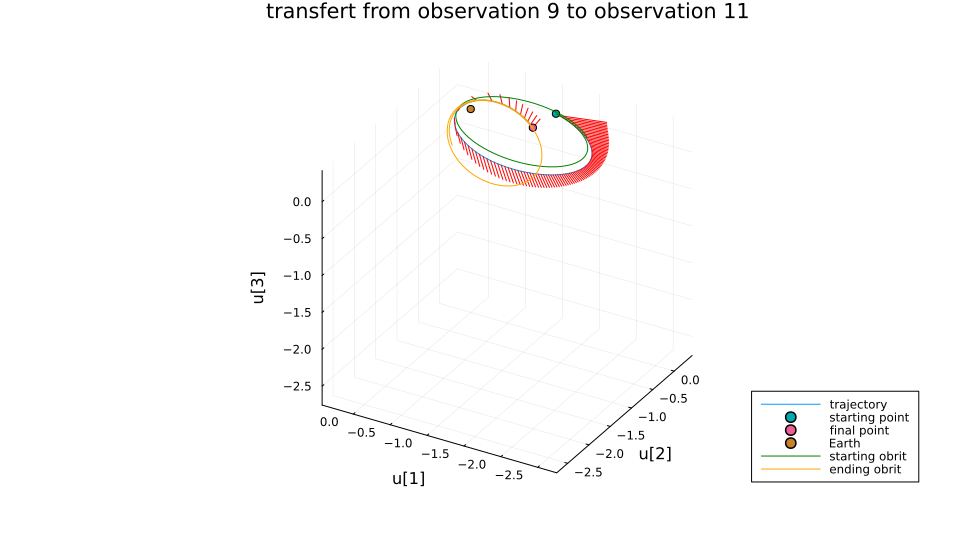 transfert from observation 9 to observation 11
0.0
−0.5
−1.0
−1.5
−2.0
−2.5
u[3]
0.0
−0.5
−1.0
−1.5
−2.0
−2.5
u[1]
0.0
−0.5
−1.0
−1.5
−2.0
−2.5
u[2]
trajectory
starting point
final point
Earth
starting obrit
ending obrit